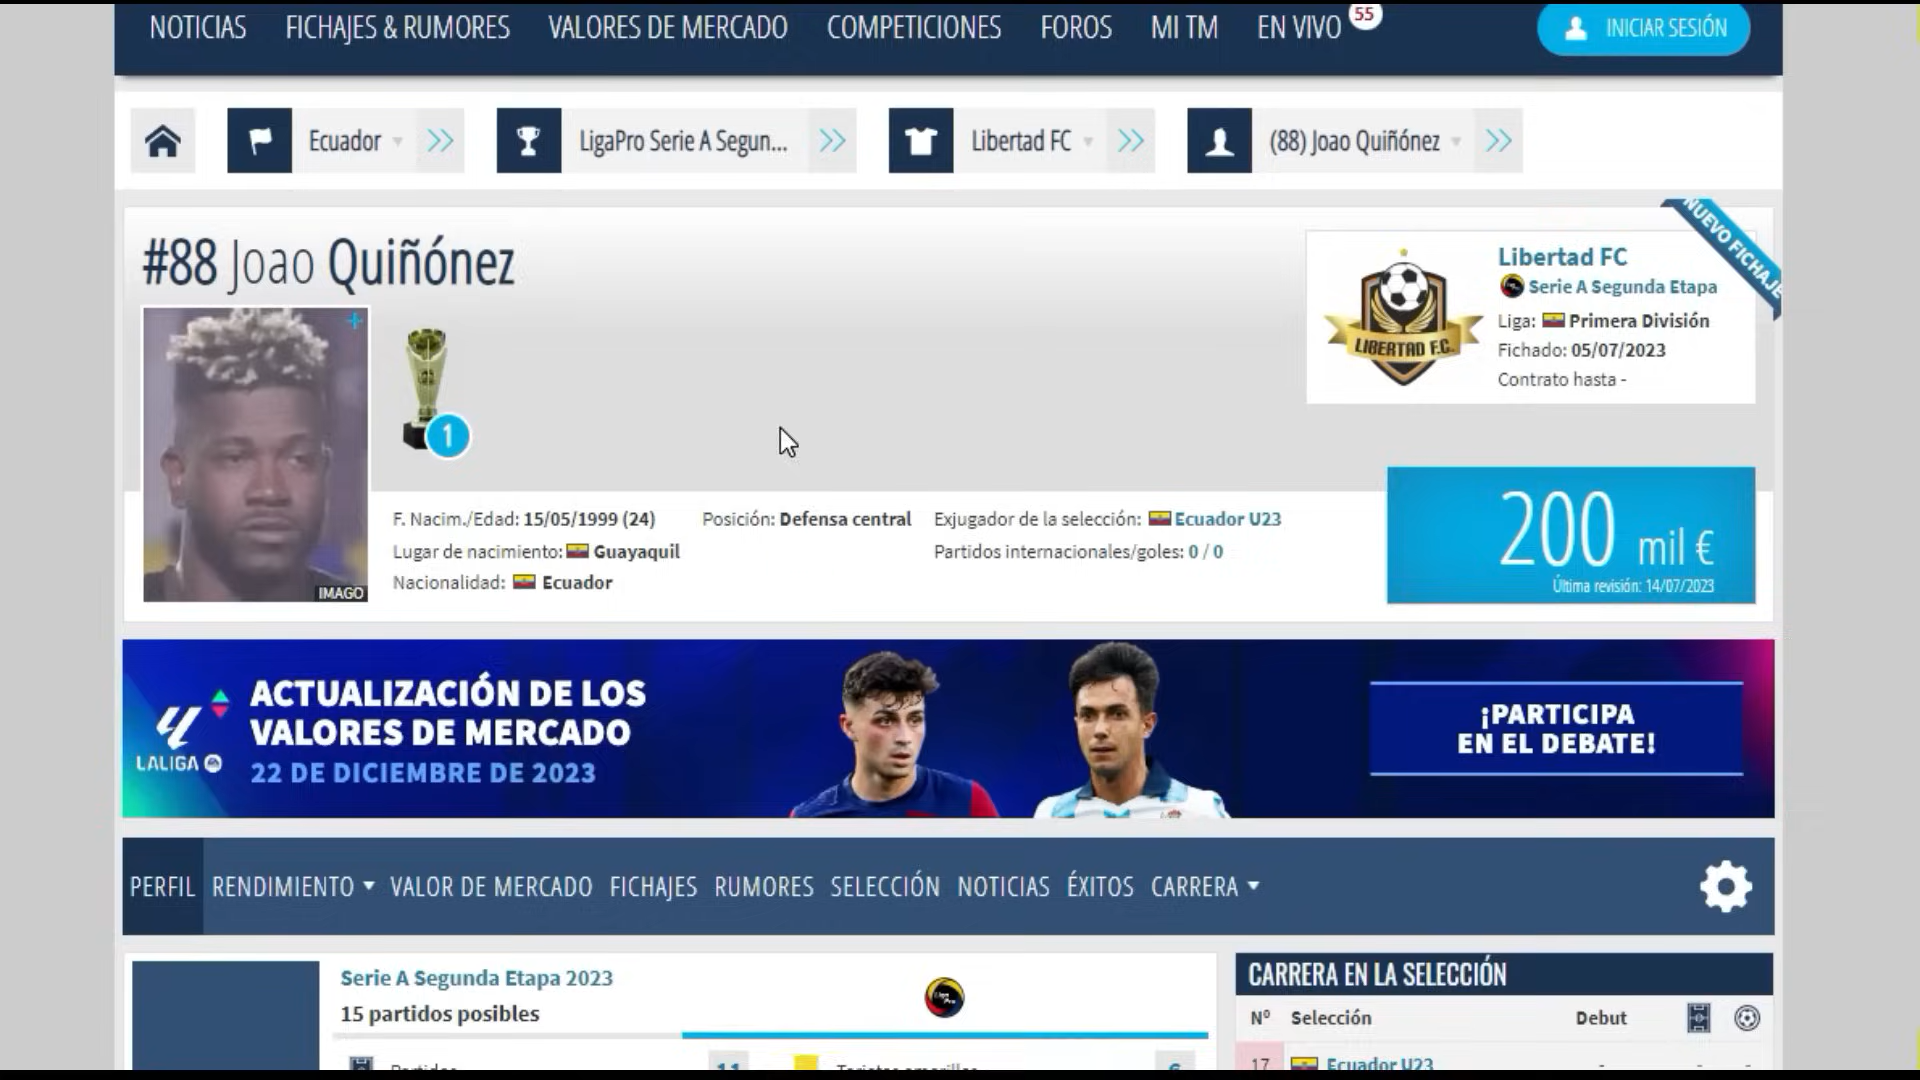 NOTICIAS FICHAJES & RUMORES VALORES DE MERCADO COMPETICIONES FOROS MI TM EN VIVO 55 INICIAR SESIÓN
Ecuador LigaPro Serie A Segun... Libertad FC (88) Joao Quiñónez
#88 Joao Quiñónez
NUEVO FICHAJE
Libertad FC
Serie A Segunda Etapa
Liga: Primera División
Fichado: 05/07/2023
Contrato hasta -
LIBERTAD F.C.
1
IMAGO
F. Nacim./Edad: 15/05/1999 (24)
Lugar de nacimiento: Guayaquil
Nacionalidad: Ecuador
Posición: Defensa central
Exjugador de la selección: Ecuador U23
Partidos internacionales/goles: 0 / 0
200 mil €
Última revisión: 14/07/2023
LALIGA
ACTUALIZACIÓN DE LOS
VALORES DE MERCADO
22 DE DICIEMBRE DE 2023
¡PARTICIPA
EN EL DEBATE!
PERFIL RENDIMIENTO VALOR DE MERCADO FICHAJES RUMORES SELECCIÓN NOTICIAS ÉXITOS CARRERA
Serie A Segunda Etapa 2023
15 partidos posibles
Partidos 11 Tarjetas amarillas
CARRERA EN LA SELECCIÓN
Nº Selección Debut
17 Ecuador U23 - - -